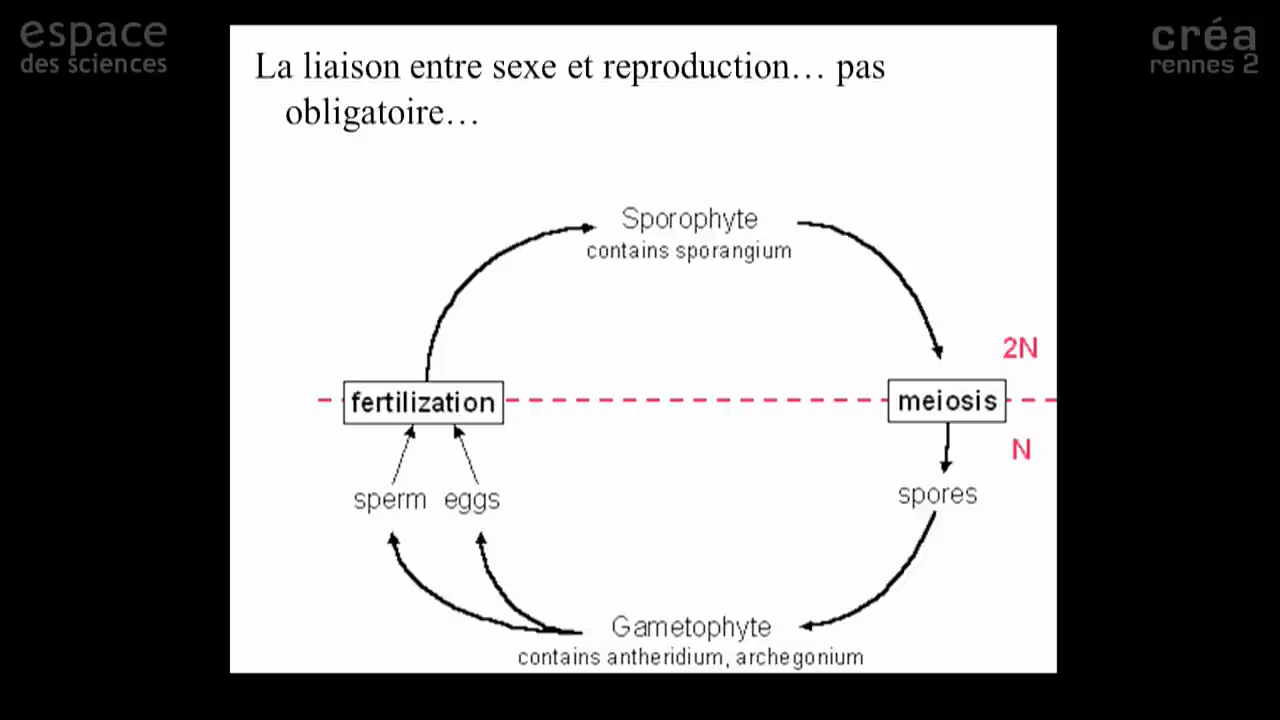 espace
des sciences
créa
rennes 2
La liaison entre sexe et reproduction… pas
obligatoire…
Sporophyte
contains sporangium
2N
fertilization
meiosis
N
sperm eggs
spores
Gametophyte
contains antheridium, archegonium